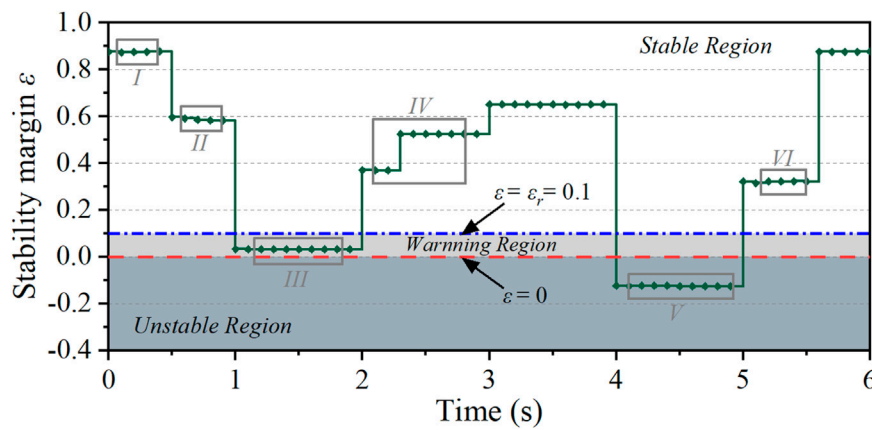 1.0
0.8
0.6
0.4
0.2
0.0
-0.2
-0.4
Stability margin ε
Stable Region
I
II
III
IV
V
VI
ε = εr = 0.1
Warnning Region
ε = 0
Unstable Region
0 1 2 3 4 5 6
Time (s)